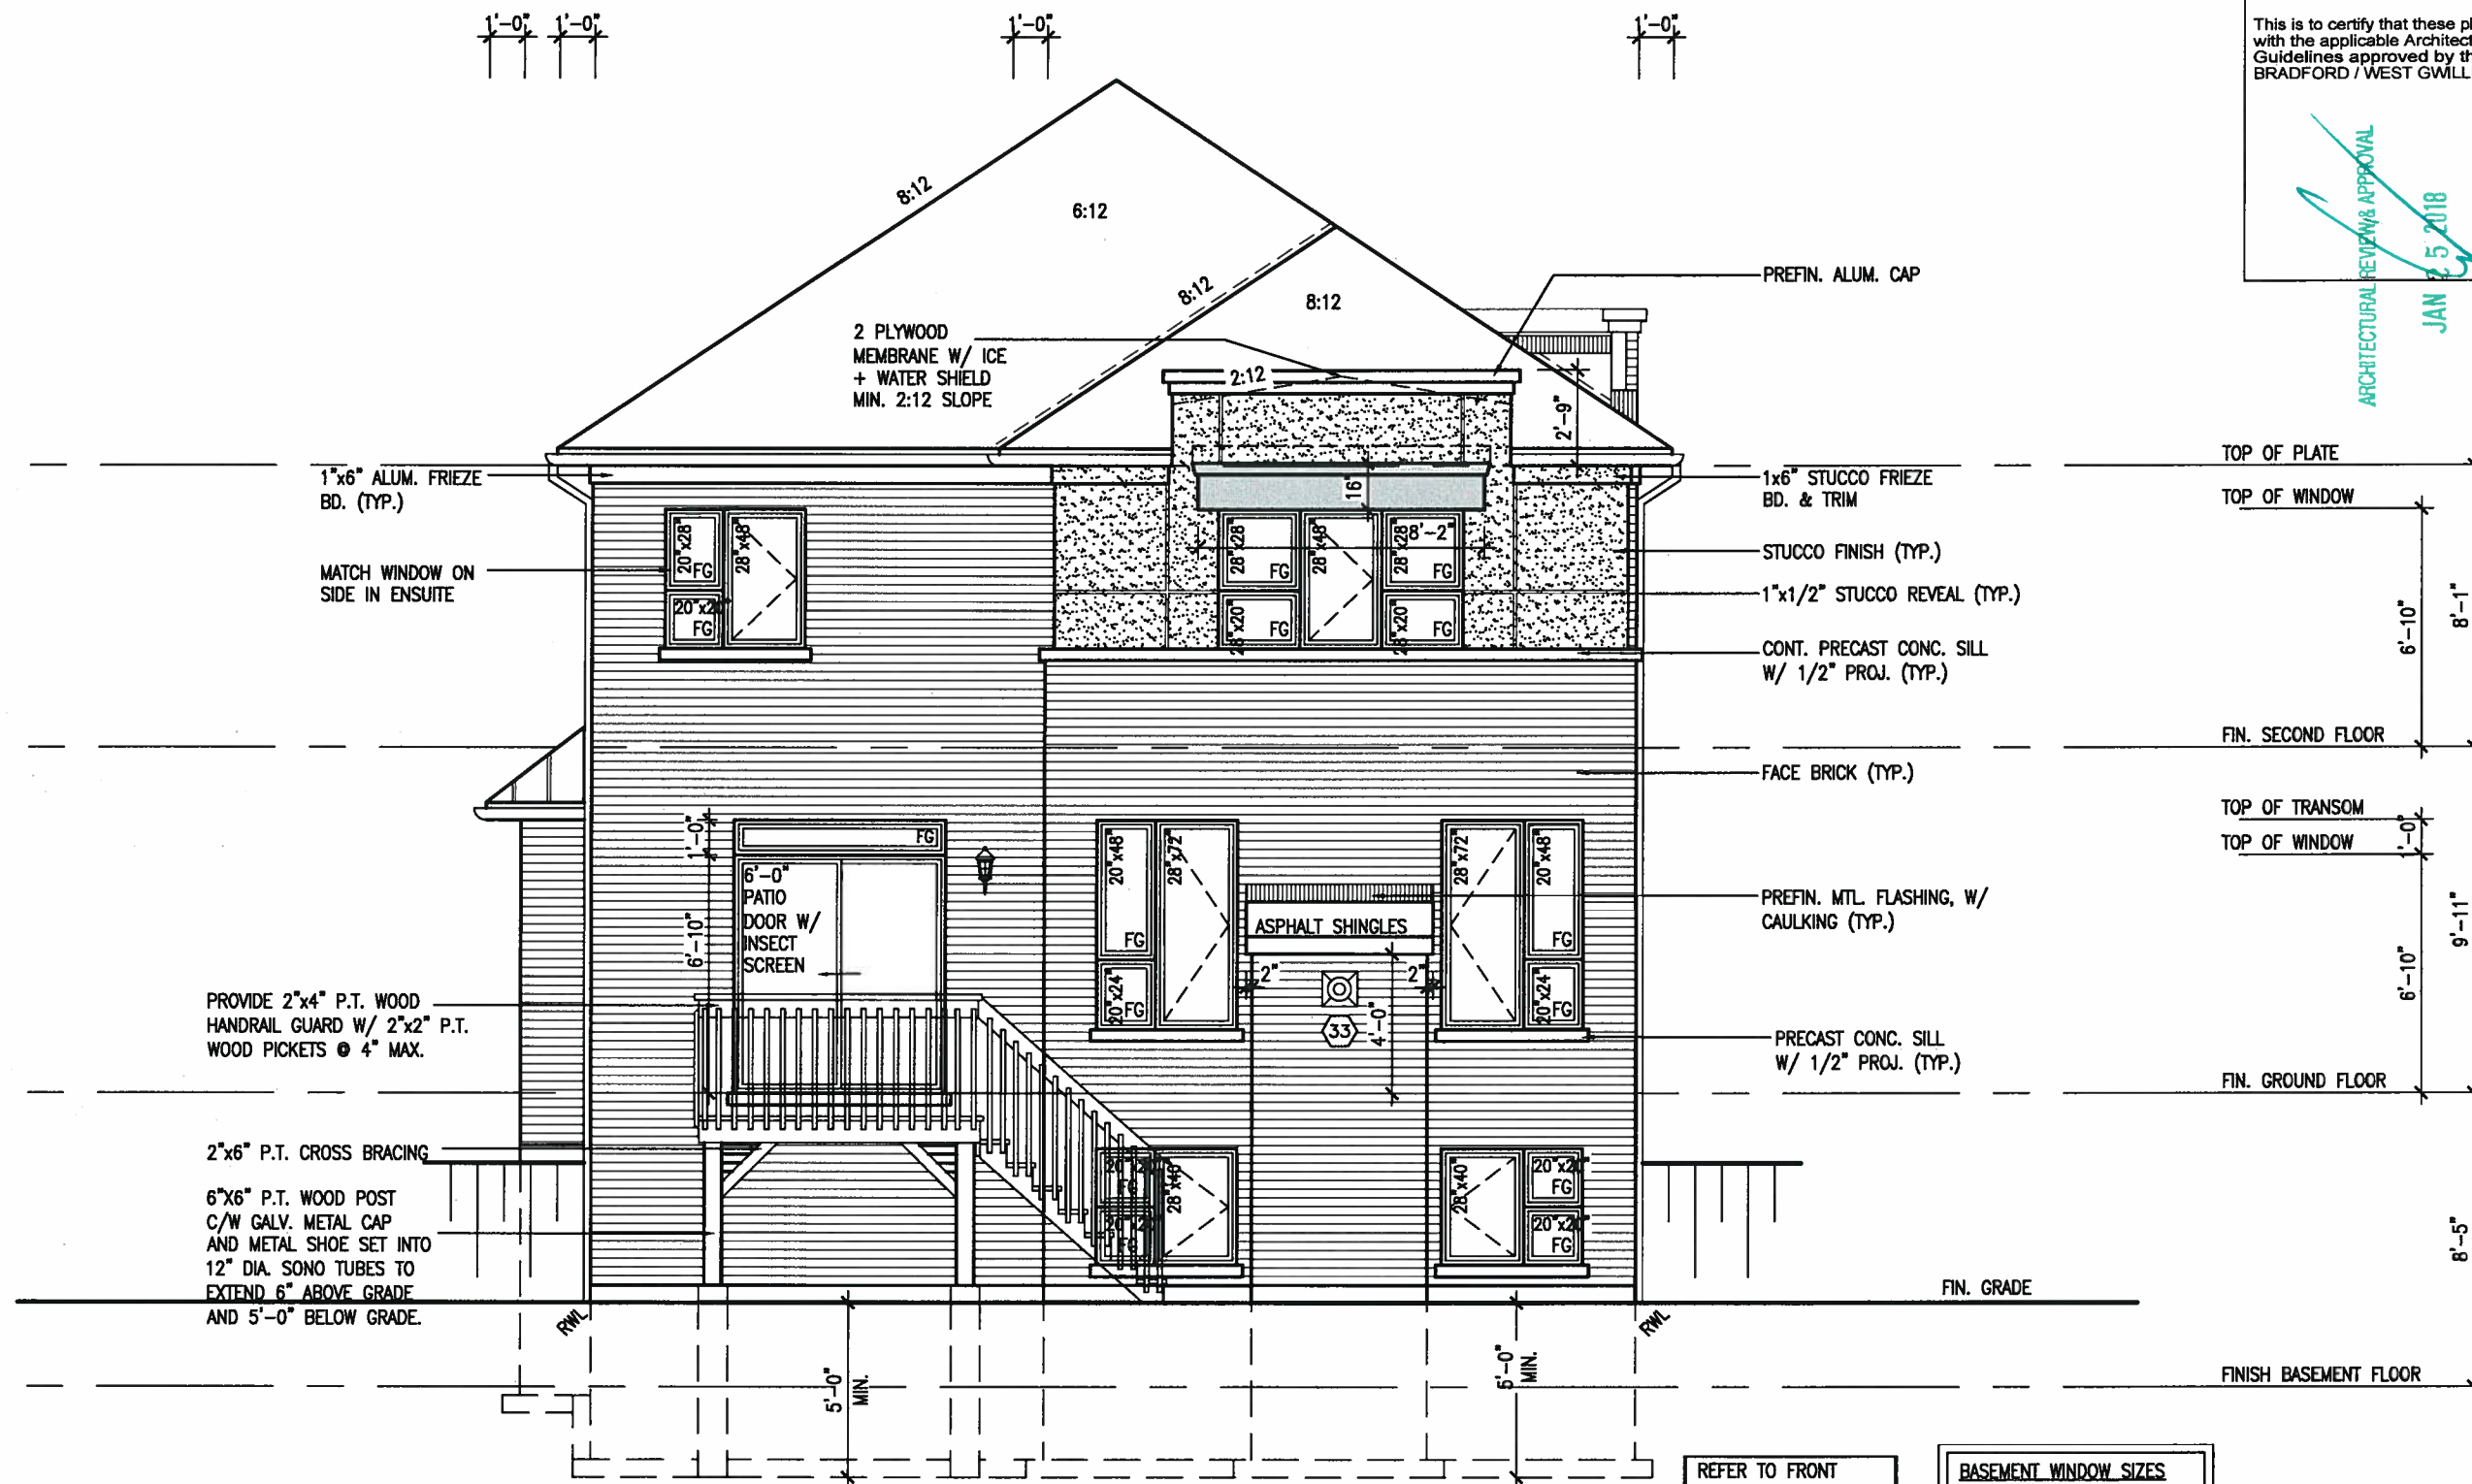 1'-0" 1'-0" 1'-0" 1'-0"
This is to certify that these
with the applicable
Guidelines approved by
BRADFORD / WEST
ARCHITECTURAL REVIEW & APPROVAL
JAN 25 2018
8:12
6:12
8:12
8:12
PREFIN. ALUM. CAP
2 PLYWOOD
MEMBRANE W/ ICE
+ WATER SHIELD
MIN. 2:12 SLOPE
2:12
2'-9"
1"x6" ALUM. FRIEZE
BD. (TYP.)
MATCH WINDOW ON
SIDE IN ENSUITE
20"x28"
FG
28"x48"
20"x20"
FG
16"
8'-2"
28"x28"
FG
28"x48"
28"x28"
FG
28"x20"
FG
28"x20"
FG
1x6" STUCCO FRIEZE
BD. & TRIM
STUCCO FINISH (TYP.)
1"x1/2" STUCCO REVEAL (TYP.)
CONT. PRECAST CONC. SILL
W/ 1/2" PROJ. (TYP.)
FACE BRICK (TYP.)
TOP OF PLATE
TOP OF WINDOW
6'-10"
8'-1"
FIN. SECOND FLOOR
TOP OF TRANSOM
TOP OF WINDOW
1'-0"
9'-11"
6'-10"
FIN. GROUND FLOOR
8'-5"
1'-0"
FG
6'-10"
6'-0"
PATIO
DOOR W/
INSECT
SCREEN
20"x48"
FG
28"x72"
20"x24"
FG
ASPHALT SHINGLES
2"
2"
33
4'-0"
28"x72"
20"x48"
FG
20"x24"
FG
PREFIN. MTL. FLASHING, W/
CAULKING (TYP.)
PRECAST CONC. SILL
W/ 1/2" PROJ. (TYP.)
PROVIDE 2"x4" P.T. WOOD
HANDRAIL GUARD W/ 2"x2" P.T.
WOOD PICKETS @ 4" MAX.
2"x6" P.T. CROSS BRACING
6"X6" P.T. WOOD POST
C/W GALV. METAL CAP
AND METAL SHOE SET INTO
12" DIA. SONO TUBES TO
EXTEND 6" ABOVE GRADE
AND 5'-0" BELOW GRADE.
20"x20"
FG
28"x40"
20"x20"
FG
28"x40"
20"x20"
FG
20"x20"
FG
FIN. GRADE
RWL
RWL
5'-0"
MIN.
MIN.
FINISH BASEMENT FLOOR
REFER TO FRONT
BASEMENT WINDOW SIZES